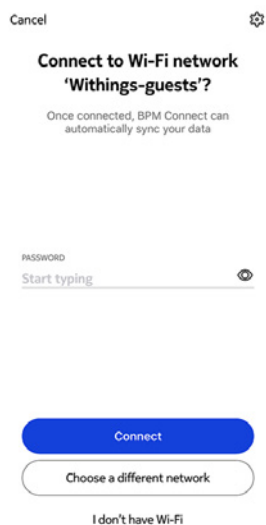 Cancel
Connect to Wi-Fi network
‘Withings-guests’?
Once connected, BPM Connect can
automatically sync your data
PASSWORD
Start typing
Connect
Choose a different network
I don't have Wi-Fi